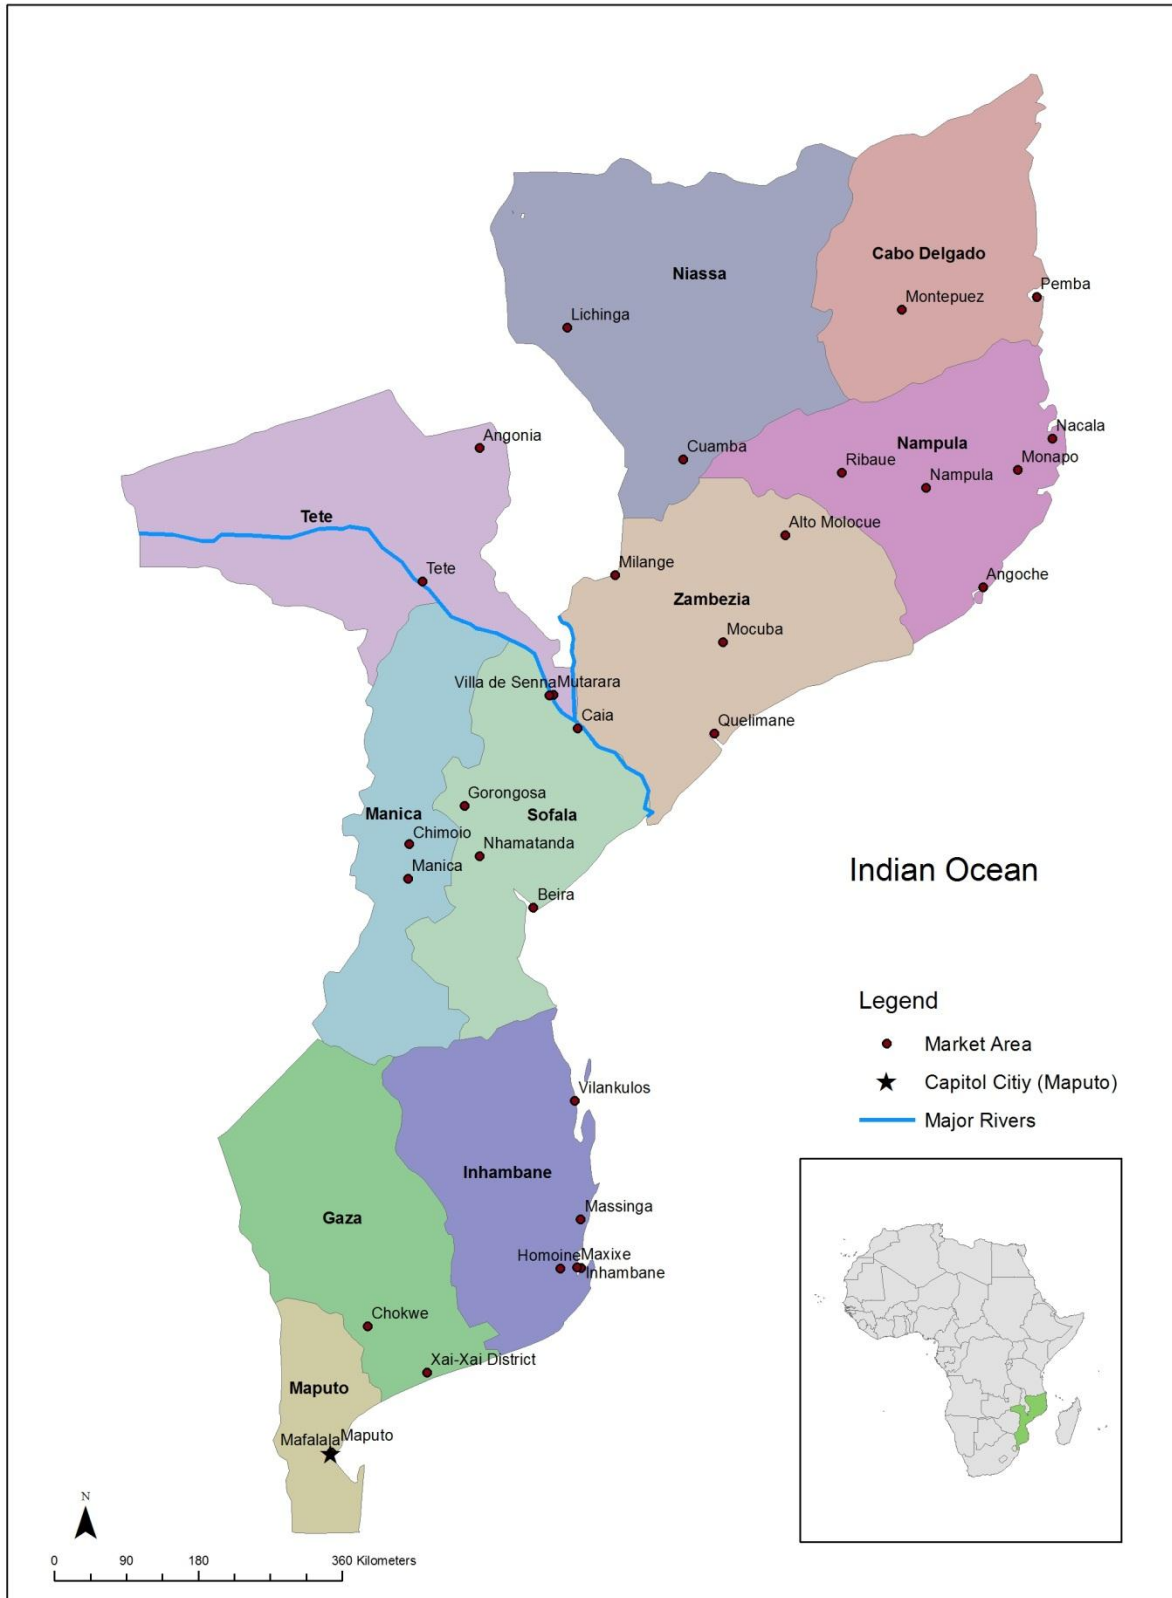 Cabo Delgado
Niassa
Pemba
Montepuez
Lichinga
Nacala
Angonia
Cuamba
Nampula
Ribaue
Monapo
Nampula
Tete
Alto Molocue
Milange
Tete
Angoche
Zambezia
Mocuba
Villa de Senna
Mutarara
Caia
Quelimane
Gorongosa
Manica
Sofala
Chimoio
Nhamatanda
Manica
Indian Ocean
Beira
Legend
Market Area
Capitol Citiy (Maputo)
Vilankulos
Major Rivers
Inhambane
Massinga
Gaza
Homoine
Maxixe
Inhambane
Chokwe
Xai-Xai District
Maputo
Mafalala
Maputo
N
0 90 180 360 Kilometers